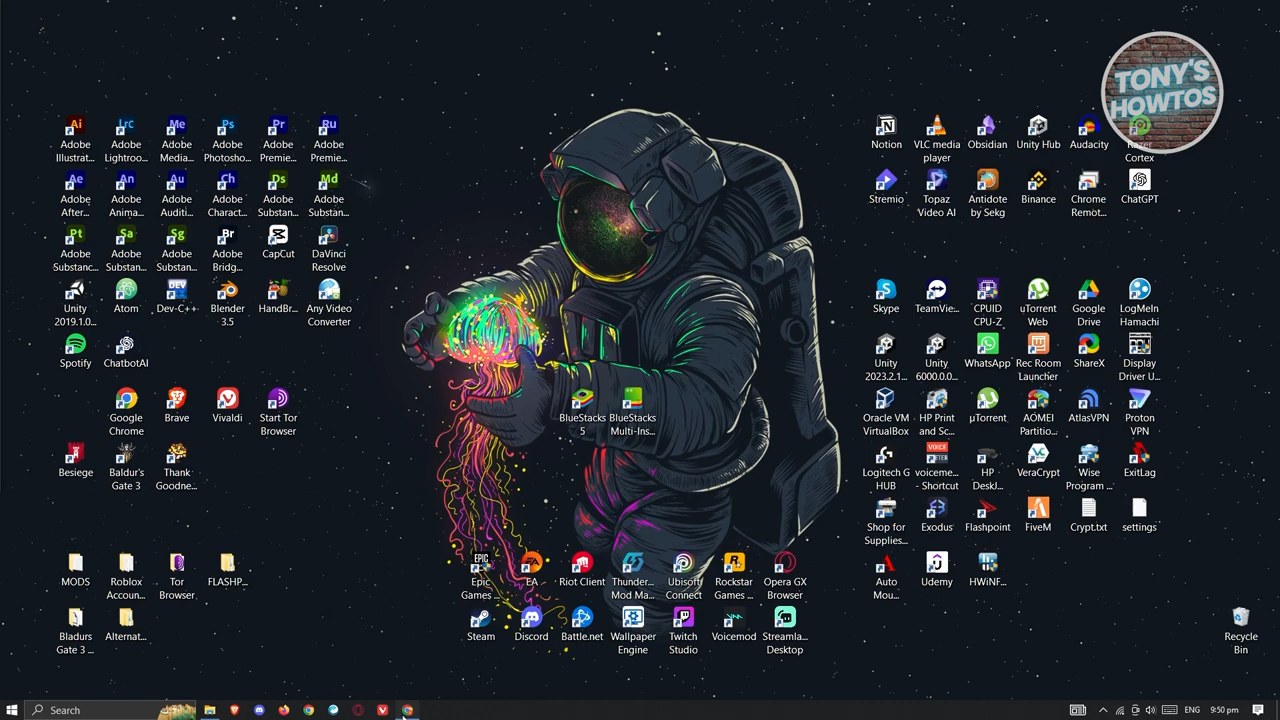 TONY'S
HOWTOS
Ai
Lrc
Me
Ps
Pr
Ru
Adobe Illustrat...
Adobe Lightroo...
Adobe Media...
Adobe Photosho...
Adobe Premie...
Adobe Premie...
Notion
VLC media player
Obsidian
Unity Hub
Audacity
Razer Cortex
Ae
An
Au
Ch
Ds
Md
Adobe After...
Adobe Anima...
Adobe Auditi...
Adobe Charact...
Adobe Substan...
Adobe Substan...
Stremio
Topaz Video AI
Antidote by Sekg
Binance
Chrome Remot...
ChatGPT
Pt
Sa
Sg
Br
Adobe Substanc...
Adobe Substan...
Adobe Substan...
Adobe Bridg...
CapCut
DaVinci Resolve
DEV
Unity 2019.1.0...
Atom
Dev-C++
Blender 3.5
HandBr...
Any Video Converter
Skype
TeamVie...
CPUID CPU-Z
uTorrent Web
Google Drive
LogMeIn Hamachi
Spotify
ChatbotAI
Unity 2023.2.1...
Unity 6000.0.0...
WhatsApp
Rec Room Launcher
ShareX
Display Driver U...
Google Chrome
Brave
Vivaldi
Start Tor Browser
BlueStacks 5
BlueStacks Multi-Ins...
Oracle VM VirtualBox
HP Print and Sc...
µTorrent
AOMEI Partitio...
AtlasVPN
Proton VPN
Besiege
Baldur's Gate 3
Thank Goodne...
VOICE
MOD
Logitech G HUB
voiceme... - Shortcut
HP DeskJ...
VeraCrypt
Wise Program ...
ExitLag
Shop for Supplies...
Exodus
Flashpoint
FiveM
Crypt.txt
settings
MODS
Roblox Accoun...
Tor Browser
FLASHP...
EPIC
EA
Epic Games ...
EA
Riot Client
Thunder... Mod Ma...
Ubisoft Connect
Rockstar Games ...
Opera GX Browser
Auto Mou...
Udemy
HWiNF...
Bladurs Gate 3 ...
Alternat...
Steam
Discord
Battle.net
Wallpaper Engine
Twitch Studio
Voicemod
Streamla... Desktop
Recycle Bin
Search
ENG
9:50 pm